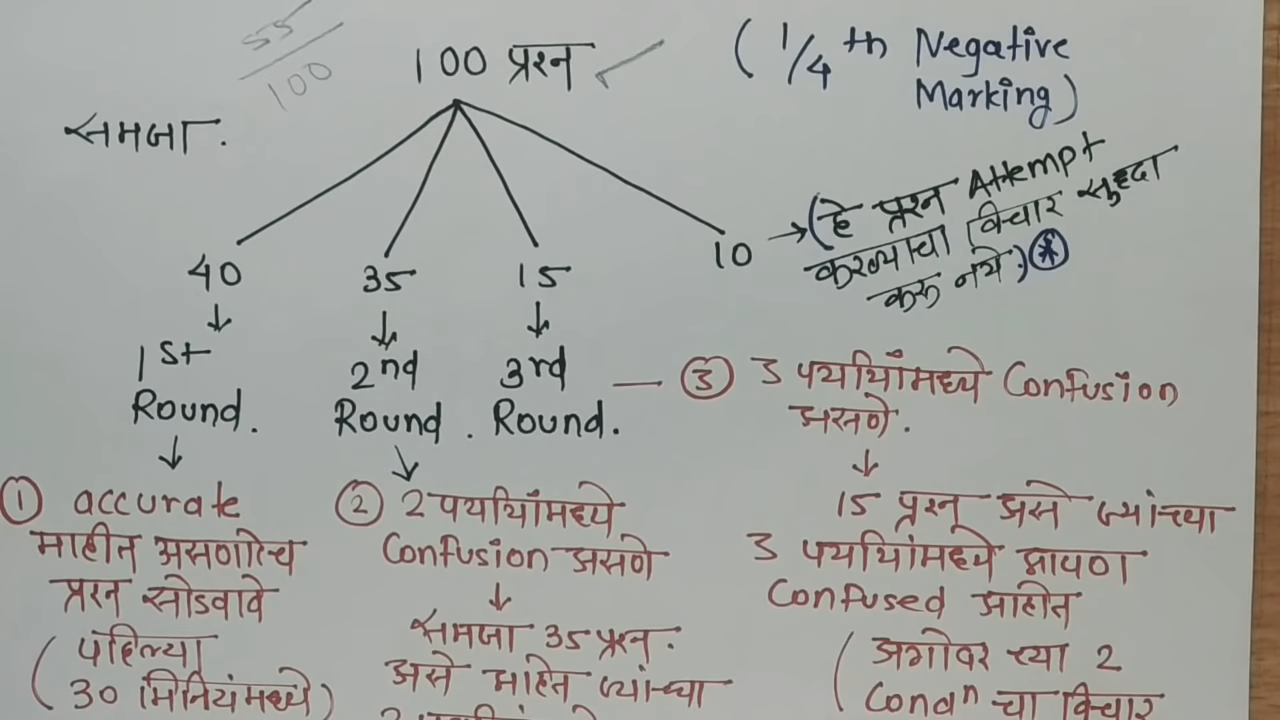 55/100
100 प्रश्न
(1/4th Negative
Marking)
समजा.
40
35
15
10 → (हे प्रश्न Attempt
करण्याचा विचार सुद्धा
करू नये.) *
1st
Round.
2nd
Round.
3rd
Round.
① accurate
माहीत असणारेच
प्रश्न सोडवावे
(पहिल्या
30 मिनिटांमध्ये)
② 2 पर्यायांमध्ये
Confusion असणे
समजा 35 प्रश्न.
असे माहित ज्यांच्या
③ 3 पर्यायांमध्ये Confusion
असणे.
15 प्रश्न असे ज्यांच्या
3 पर्यायांमध्ये आपण
Confused आहोत
(अगोदर च्या 2
Condn चा विचार